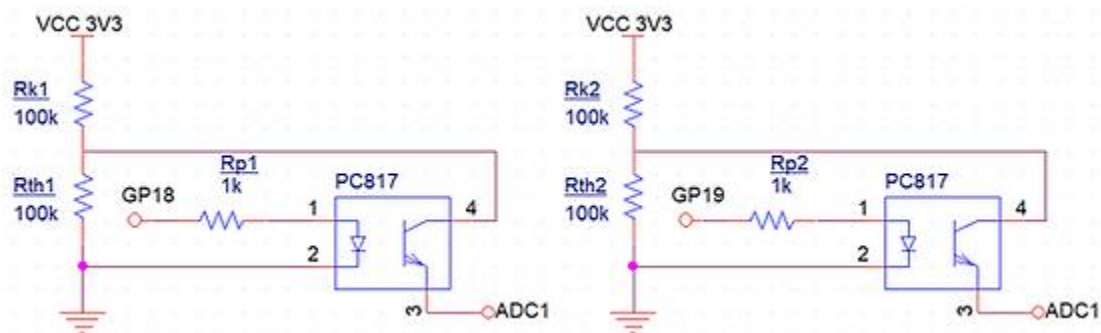 VCC 3V3
Rk1
100k
Rp1
1k
Rth1
100k
GP18
PC817
1
2
4
3
ADC1
VCC 3V3
Rk2
100k
Rp2
1k
Rth2
100k
GP19
PC817
1
2
4
3
ADC1